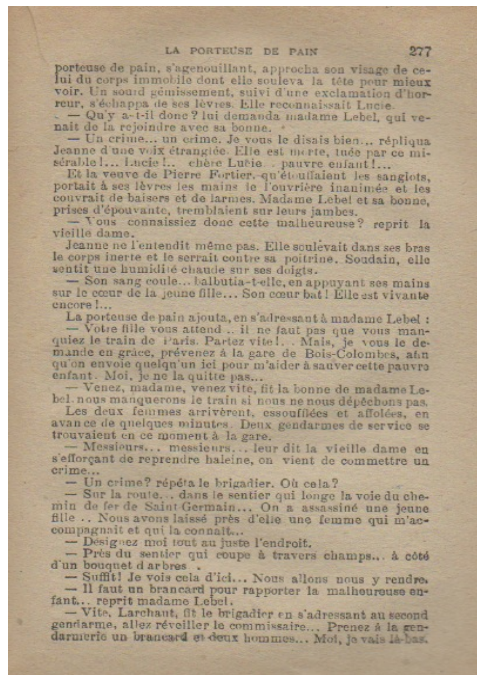 LA PORTEUSE DE PAIN 277
porteuse de pain, s'agenouillant, approcha son visage de ce-
lui du corps immobile dont elle souleva la tête pour mieux
voir. Un sourd gémissement, suivi d'une exclamation d'hor-
reur, s'échappa de ses lèvres. Elle reconnaissait Lucie.
— Qu'y a-t-il donc ? lui demanda madame Lebel, qui ve-
nait de la rejoindre avec sa bonne.
— Un crime... un crime. Je vous le disais bien... répliqua
Jeanne d'une voix étranglée. Elle est morte, tuée par ce mi-
sérable !... Lucie !.. chère Lucie.. pauvre enfant !...
Et la veuve de Pierre Fortier, qu'étouffaient les sanglots,
portait à ses lèvres les mains le l'ouvrière inanimée et les
couvrait de baisers et de larmes. Madame Lebel et sa bonne,
prises d'épouvante, tremblaient sur leurs jambes.
— Vous connaissiez donc cette malheureuse ? reprit la
vieille dame.
Jeanne ne l'entendit même pas. Elle soulevait dans ses bras
le corps inerte et le serrait contre sa poitrine. Soudain, elle
sentit une humidité chaude sur ses doigts.
— Son sang coule... balbutia-t-elle, en appuyant ses mains
sur le cœur de la jeune fille... Son cœur bat ! Elle est vivante
encore !...
La porteuse de pain ajouta, en s'adressant à madame Lebel :
— Votre fille vous attend .. il ne faut pas que vous man-
quiez le train de Paris. Partez vite !.. Mais, je vous le de-
mande en grâce, prévenez à la gare de Bois-Colombes, afin
qu'on envoie quelqu'un ici pour m'aider à sauver cette pauvre
enfant. Moi, je ne la quitte pas...
— Venez, madame, venez vite, fit la bonne de madame Le-
bel, nous manquerons le train si nous ne nous dépêchons pas.
Les deux femmes arrivèrent, essoufflées et affolées, en
avance de quelques minutes. Deux gendarmes de service se
trouvaient en ce moment à la gare.
— Messieurs... messieurs... leur dit la vieille dame en
s'efforçant de reprendre haleine, on vient de commettre un
crime...
— Un crime ? répéta le brigadier. Où cela ?
— Sur la route... dans le sentier qui longe la voie du che-
min de fer de Saint-Germain... On a assassiné une jeune
fille .. Nous avons laissé près d'elle une femme qui m'ac-
compagnait et qui la connaît...
— Désignez moi tout au juste l'endroit.
— Près du sentier qui coupe à travers champs... à côté
d'un bouquet d'arbres .
— Suffit ! Je vois cela d'ici... Nous allons nous y rendre.
— Il faut un brancard pour rapporter la malheureuse en-
fant... reprit madame Lebel.
— Vite, Larchaut, fit le brigadier en s'adressant au second
gendarme, allez réveiller le commissaire... Prenez à la gen-
darmerie un brancard et deux hommes... Moi, je vais là-bas.